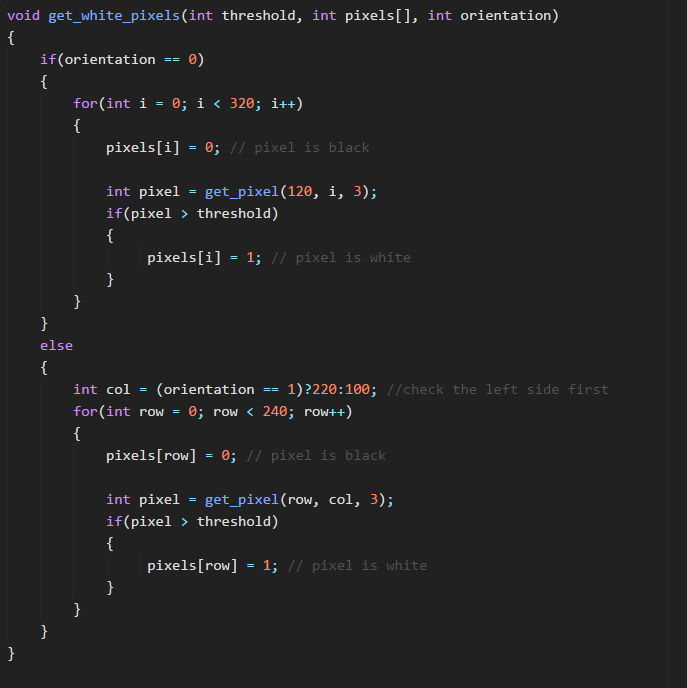 void get_white_pixels(int threshold, int pixels[], int orientation)
{
    if(orientation == 0)
    {
        for(int i = 0; i < 320; i++)
        {
            pixels[i] = 0; // pixel is black

            int pixel = get_pixel(120, i, 3);
            if(pixel > threshold)
            {
                 pixels[i] = 1; // pixel is white
            }
        }
    }
    else
    {
        int col = (orientation == 1)?220:100; //check the left side first
        for(int row = 0; row < 240; row++)
        {
            pixels[row] = 0; // pixel is black

            int pixel = get_pixel(row, col, 3);
            if(pixel > threshold)
            {
                 pixels[row] = 1; // pixel is white
            }
        }
    }
}